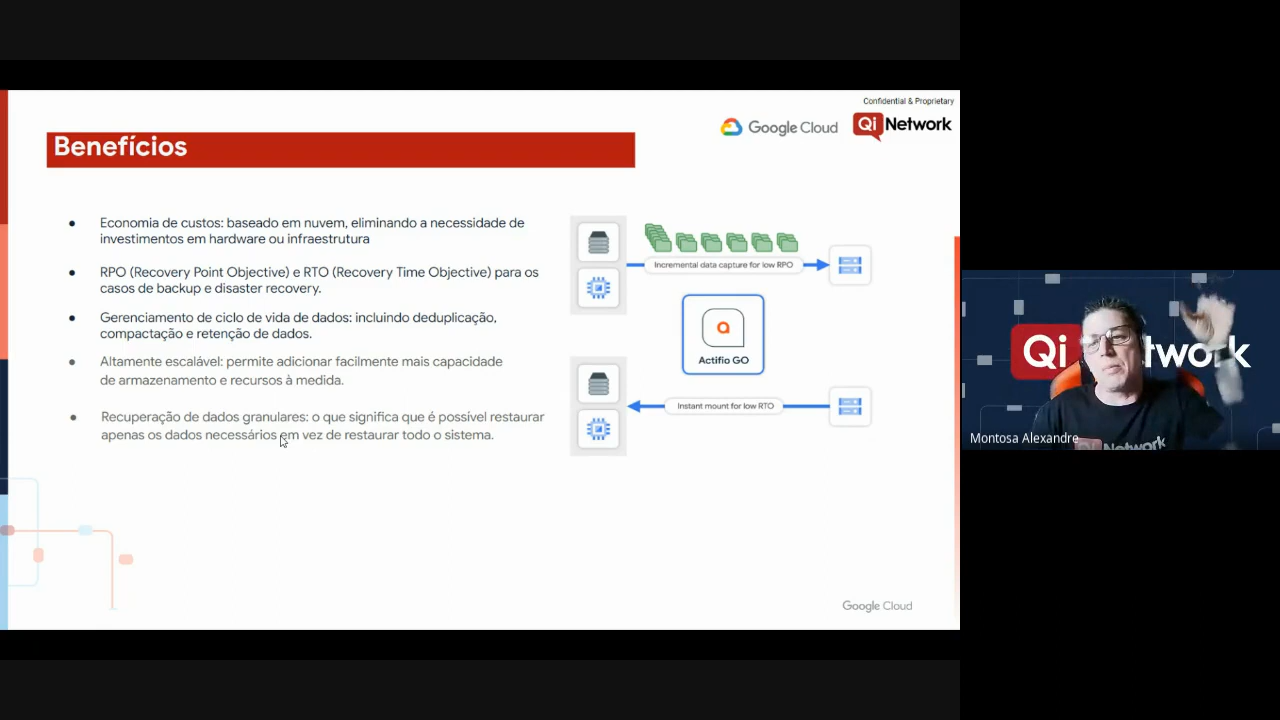 Confidential & Proprietary
Google Cloud
Qi Network
Benefícios
Economia de custos: baseado em nuvem, eliminando a necessidade de
investimentos em hardware ou infraestrutura
RPO (Recovery Point Objective) e RTO (Recovery Time Objective) para os
casos de backup e disaster recovery.
Gerenciamento de ciclo de vida de dados: incluindo deduplicação,
compactação e retenção de dados.
Altamente escalável: permite adicionar facilmente mais capacidade
de armazenamento e recursos à medida.
Recuperação de dados granulares: o que significa que é possível restaurar
apenas os dados necessários em vez de restaurar todo o sistema.
Incremental data capture for low RPO
a
Actifio GO
Instant mount for low RTO
Google Cloud
Qi twork
Network
Montosa Alexandre